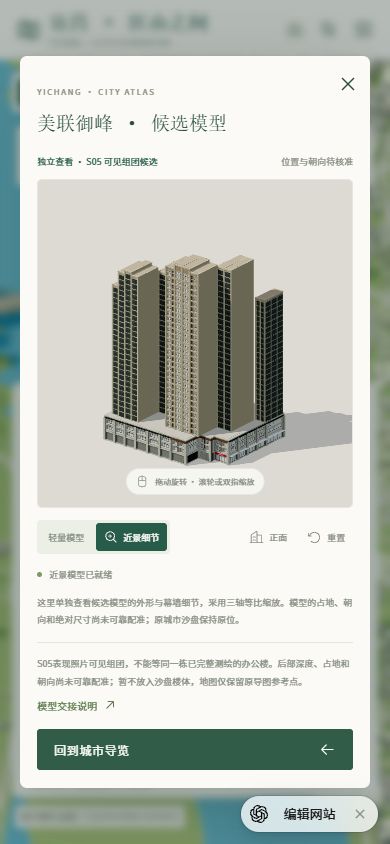 YICHANG • CITY ATLAS
美联御峰 • 候选模型
独立查看 • S05 可见组团候选
位置与朝向待核准
拖动旋转 • 滚轮或双指缩放
轻量模型
近景细节
正面
重置
近景模型已就绪
这里单独查看候选模型的外形与幕墙细节，采用三轴等比缩放。模型的占地、朝
向和绝对尺寸尚未可靠配准；原城市沙盘保持原位。
S05表现照片可见组团，不能等同一栋已完整测绘的办公楼。后部深度、占地和
朝向尚未可靠配准；暂不放入沙盘楼体，地图仅保留原导图参考点。
模型交接说明
回到城市导览
编辑网站